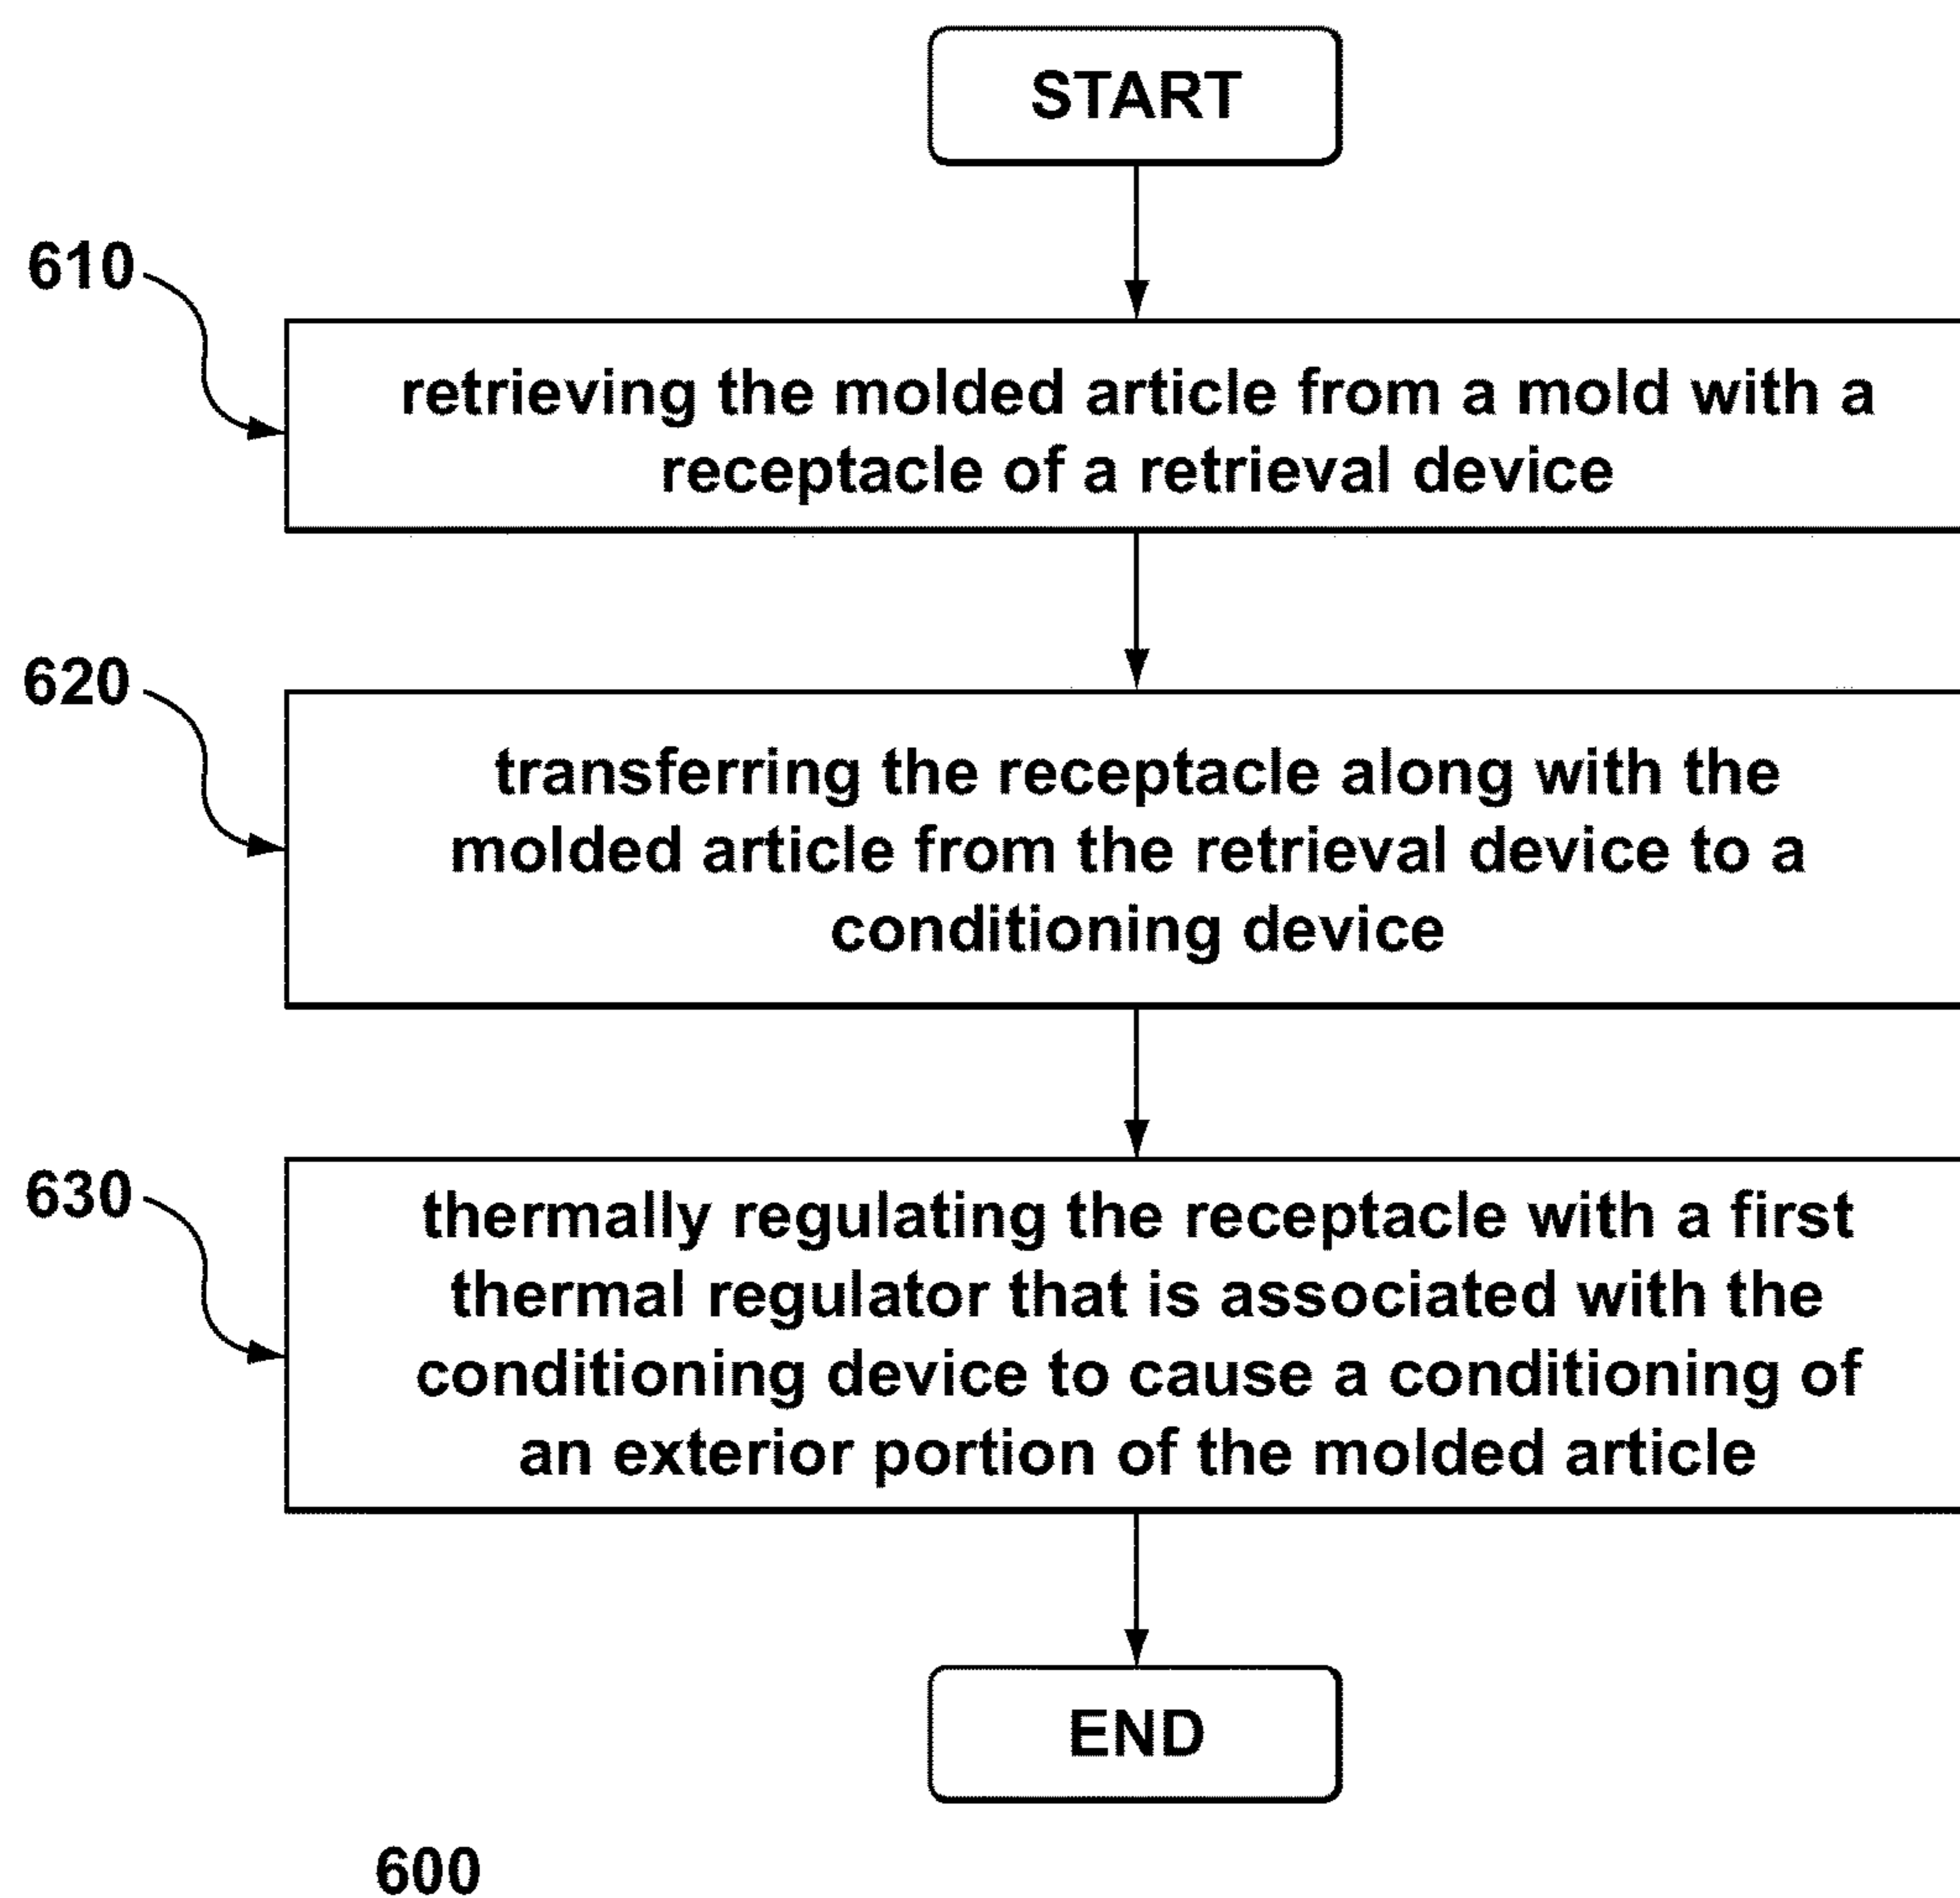 START
610
retrieving the molded article from a mold with a
receptacle of a retrieval device
620
transferring the receptacle along with the
molded article from the retrieval device to a
conditioning device
630
thermally regulating the receptacle with a first
thermal regulator that is associated with the
conditioning device to cause a conditioning of
an exterior portion of the molded article
END
600